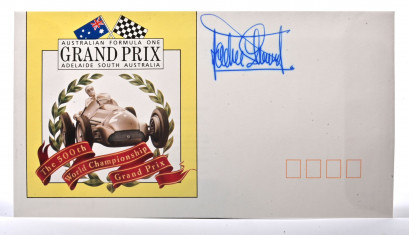 AUSTRALIAN FORMULA ONE
GRAND PRIX
ADELAIDE SOUTH AUSTRALIA
The 500th
World Championship
Grand Prix